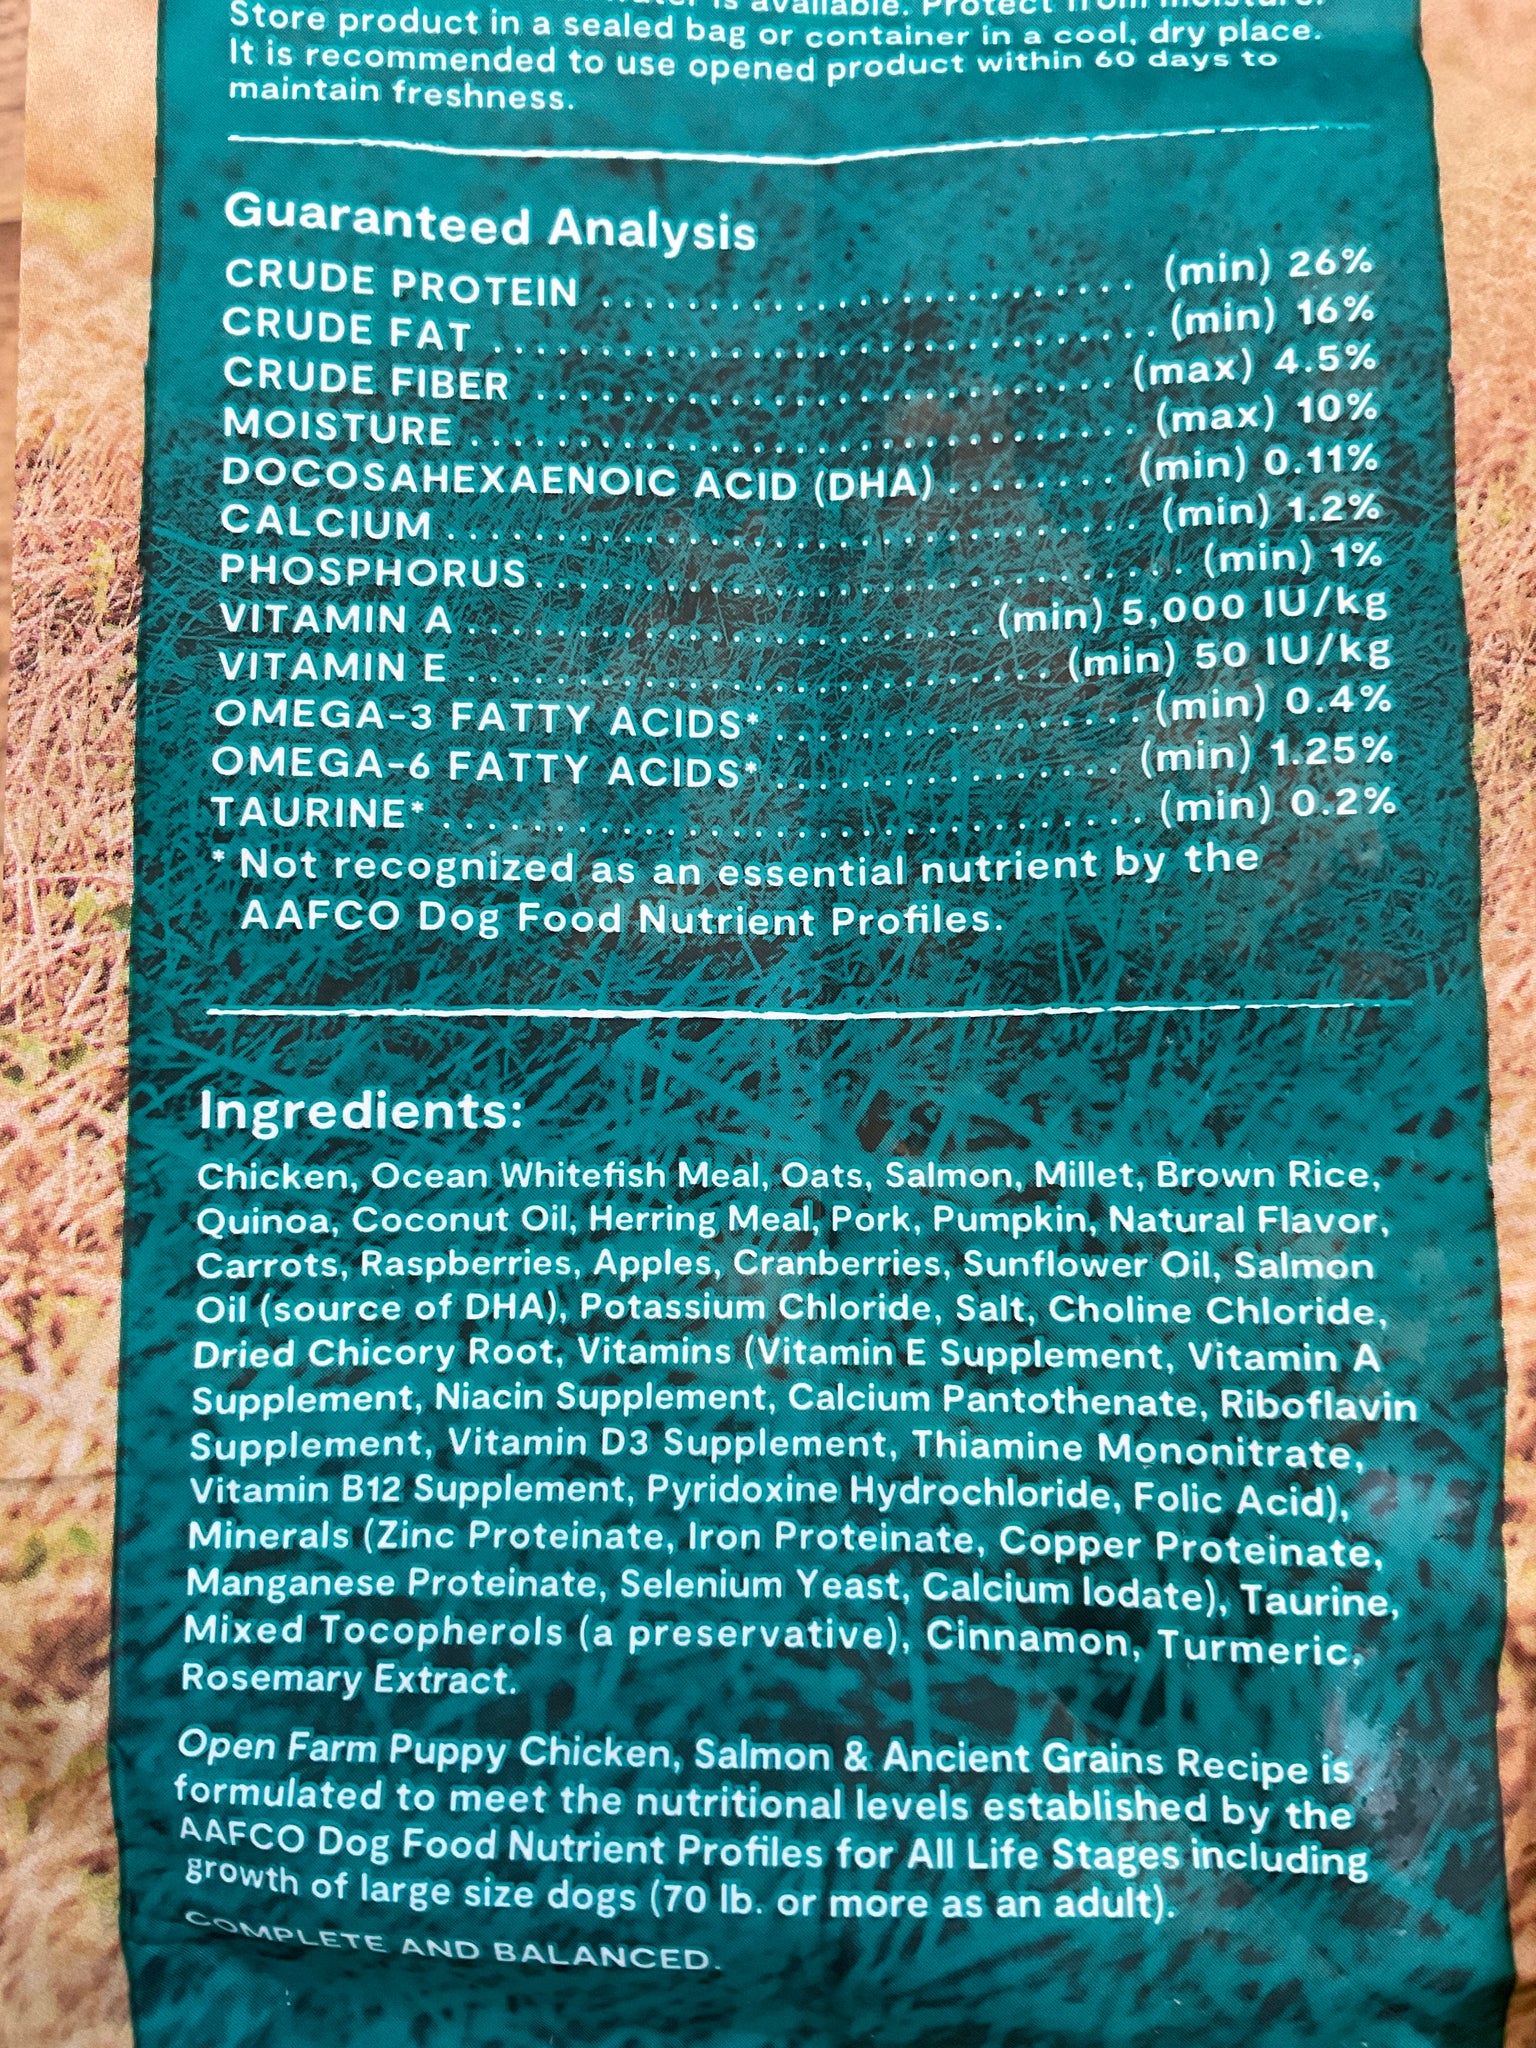 is available. Protect from moisture.
Store product in a sealed bag or container in a cool, dry place.
It is recommended to use opened product within 60 days to
maintain freshness.
Guaranteed Analysis
CRUDE PROTEIN ............................ (min) 26%
CRUDE FAT ................................... (min) 16%
CRUDE FIBER ............................... (max) 4.5%
MOISTURE ................................... (max) 10%
DOCOSAHEXAENOIC ACID (DHA) ......... (min) 0.11%
CALCIUM ..................................... (min) 1.2%
PHOSPHORUS .................................. (min) 1%
VITAMIN A ........................... (min) 5,000 IU/kg
VITAMIN E .............................. (min) 50 IU/kg
OMEGA-3 FATTY ACIDS* .................... (min) 0.4%
OMEGA-6 FATTY ACIDS* ................... (min) 1.25%
TAURINE* ..................................... (min) 0.2%
* Not recognized as an essential nutrient by the
AAFCO Dog Food Nutrient Profiles.
Ingredients:
Chicken, Ocean Whitefish Meal, Oats, Salmon, Millet, Brown Rice,
Quinoa, Coconut Oil, Herring Meal, Pork, Pumpkin, Natural Flavor,
Carrots, Raspberries, Apples, Cranberries, Sunflower Oil, Salmon
Oil (source of DHA), Potassium Chloride, Salt, Choline Chloride,
Dried Chicory Root, Vitamins (Vitamin E Supplement, Vitamin A
Supplement, Niacin Supplement, Calcium Pantothenate, Riboflavin
Supplement, Vitamin D3 Supplement, Thiamine Mononitrate,
Vitamin B12 Supplement, Pyridoxine Hydrochloride, Folic Acid),
Minerals (Zinc Proteinate, Iron Proteinate, Copper Proteinate,
Manganese Proteinate, Selenium Yeast, Calcium Iodate), Taurine,
Mixed Tocopherols (a preservative), Cinnamon, Turmeric,
Rosemary Extract.
Open Farm Puppy Chicken, Salmon & Ancient Grains Recipe is
formulated to meet the nutritional levels established by the
AAFCO Dog Food Nutrient Profiles for All Life Stages including
growth of large size dogs (70 lb. or more as an adult).
COMPLETE AND BALANCED.